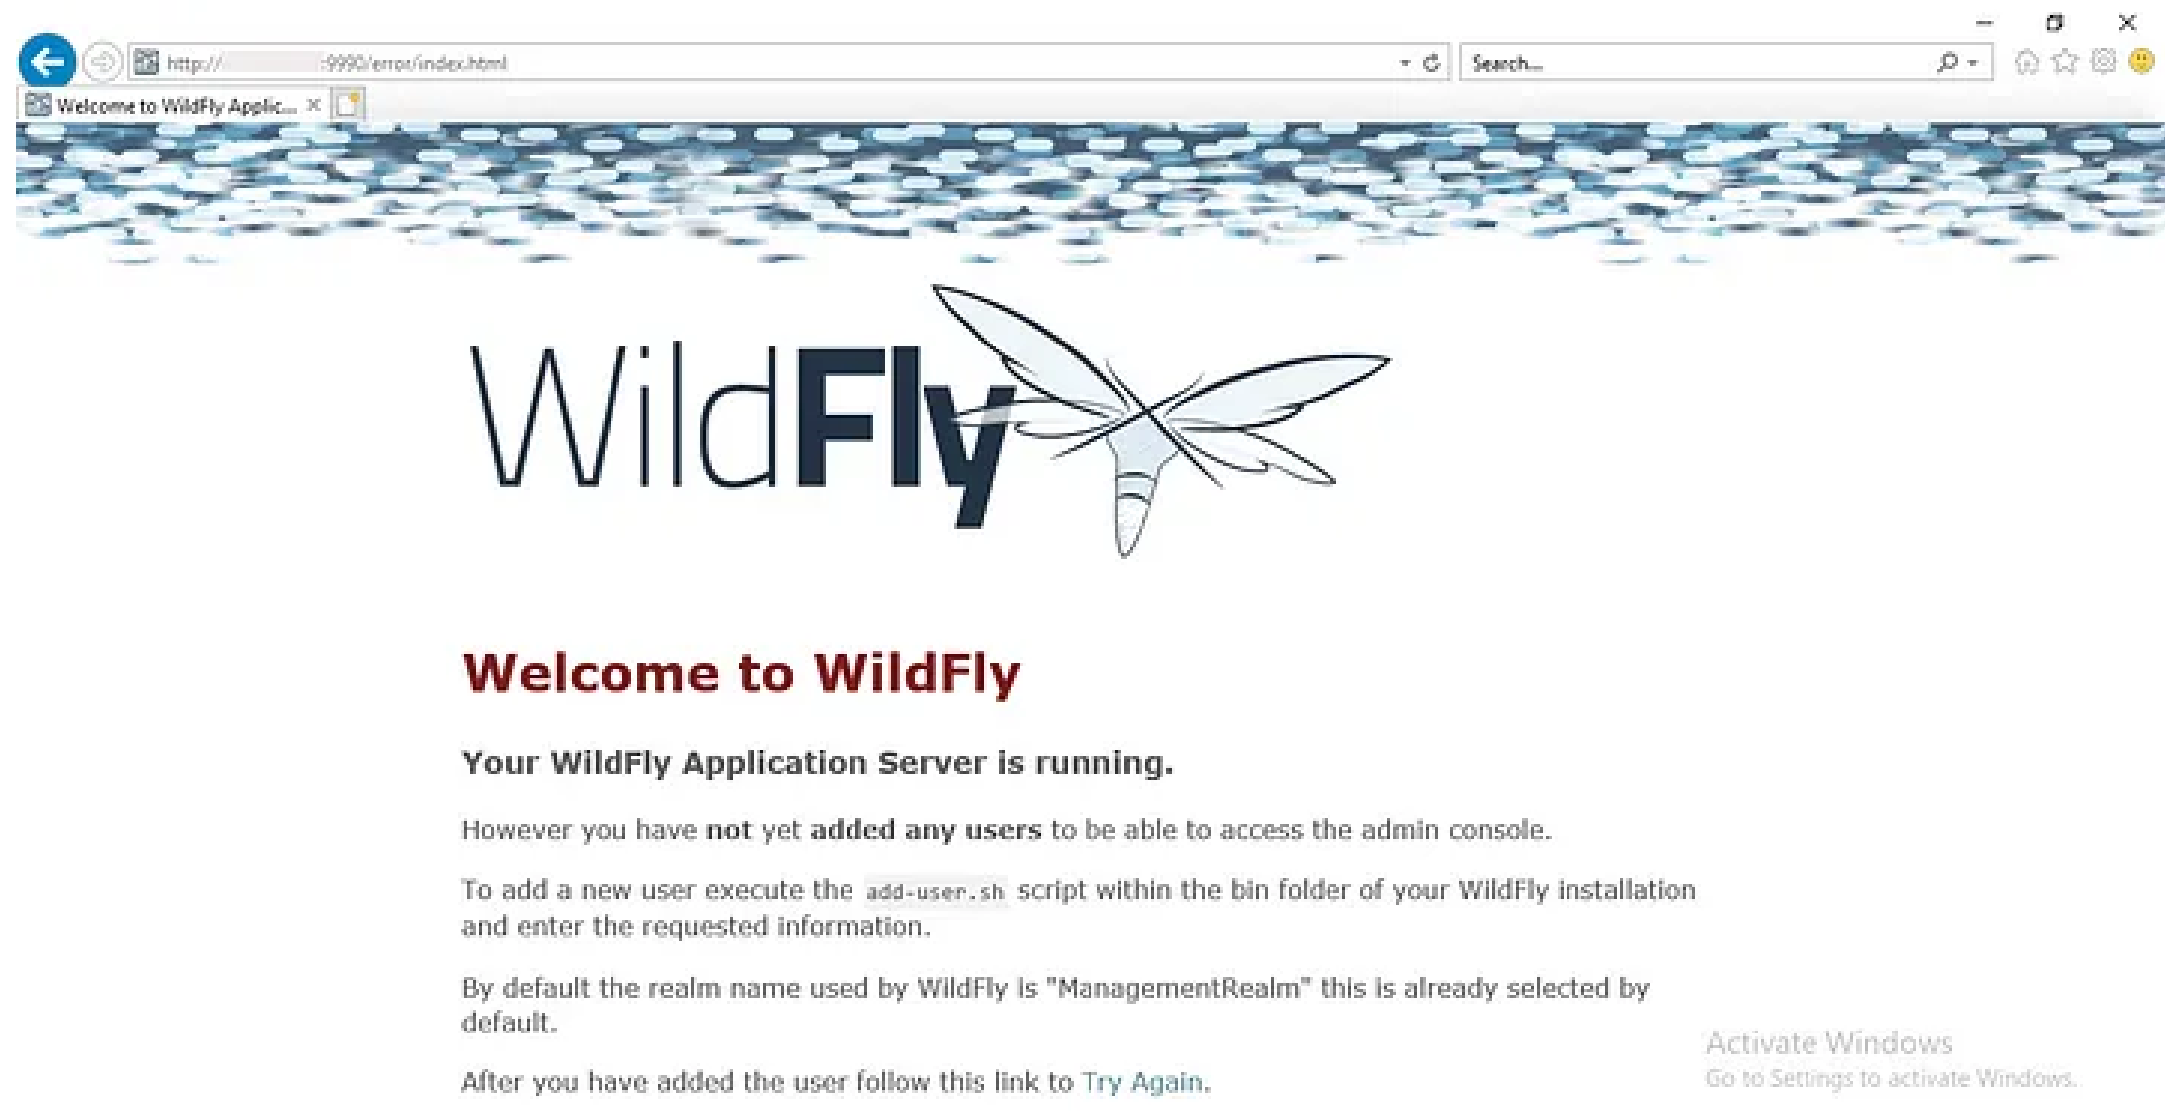 http:// :9990/error/index.html
Search...
Welcome to WildFly Applic...
WildFly
Welcome to WildFly
Your WildFly Application Server is running.
However you have not yet added any users to be able to access the admin console.
To add a new user execute the add-user.sh script within the bin folder of your WildFly installation
and enter the requested information.
By default the realm name used by WildFly is "ManagementRealm" this is already selected by
default.
After you have added the user follow this link to Try Again.
Activate Windows
Go to Settings to activate Windows.